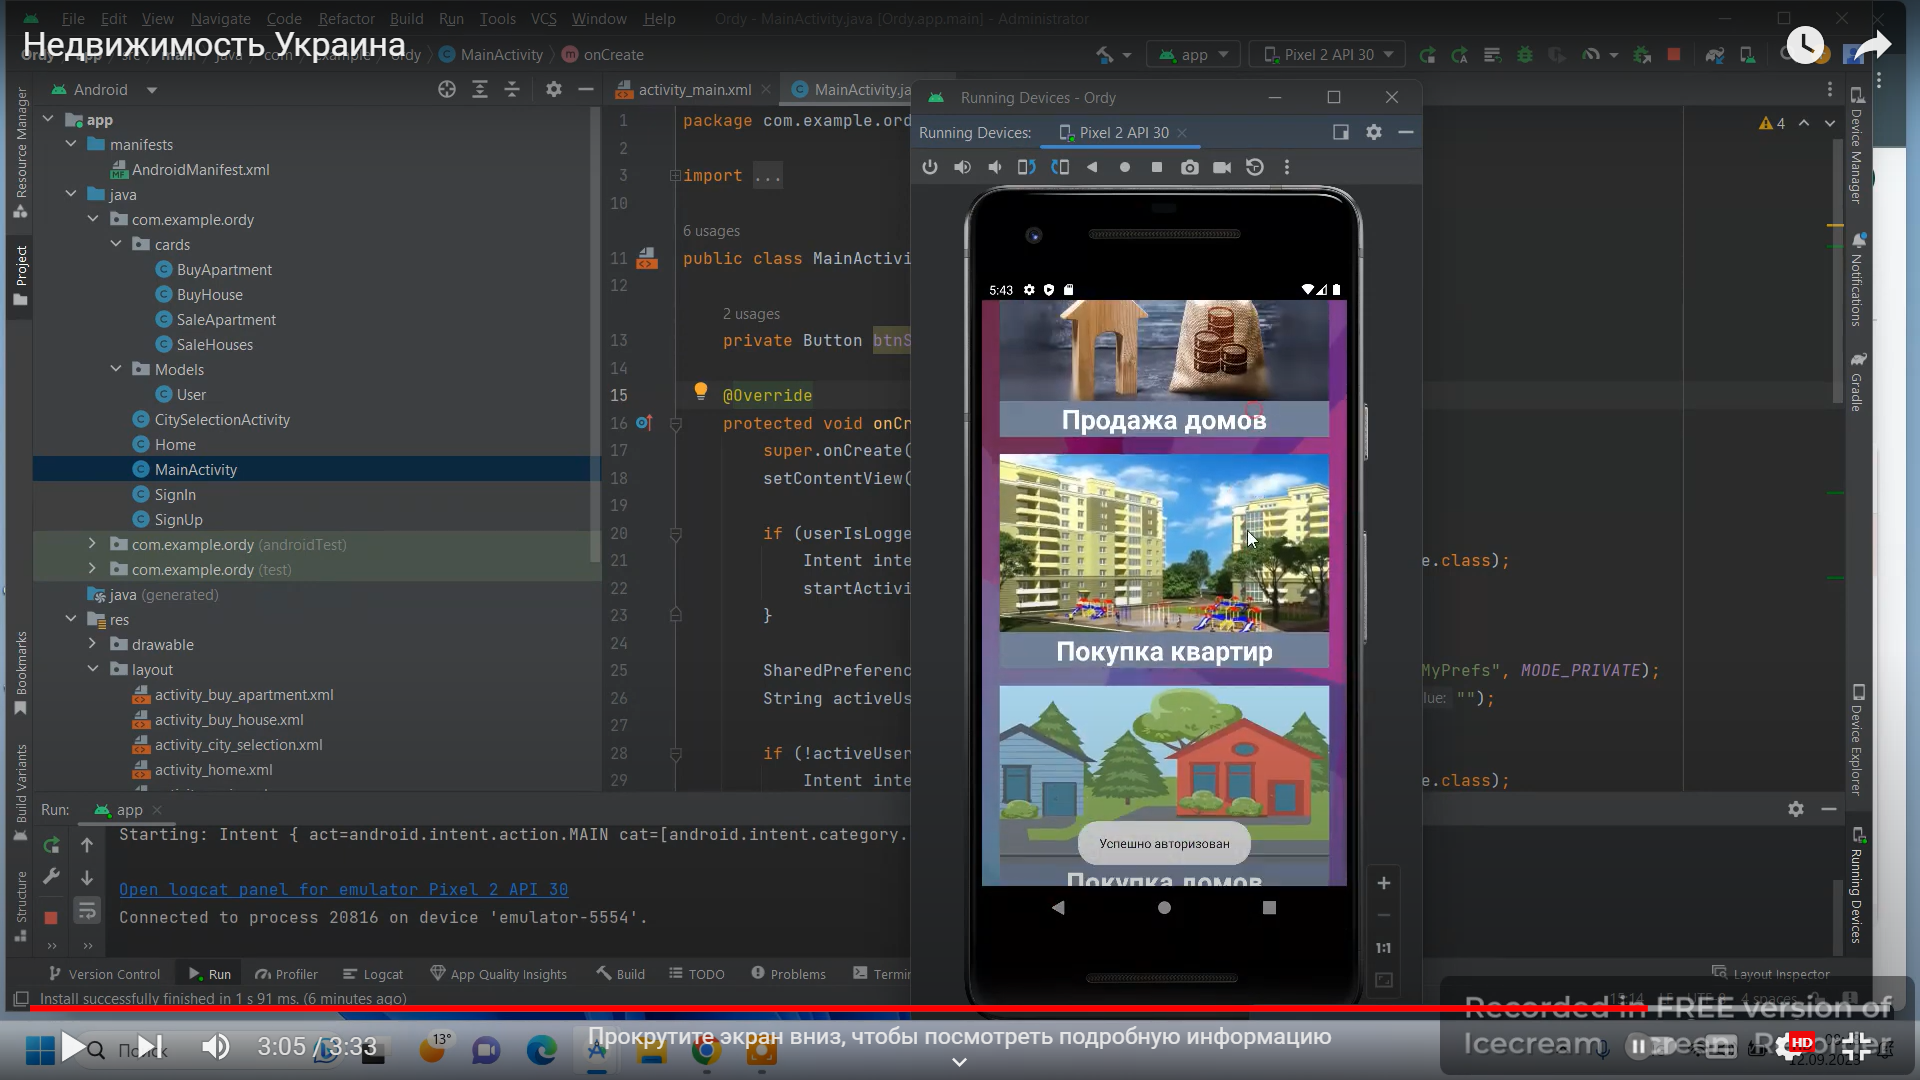 File Edit View Navigate Code Refactor Build Run Tools VCS Window Help Ordy - MainActivity.java [Ordy.app.main] - Administrator
Недвижимость Украина
MainActivity onCreate app Pixel 2 API 30
Android
activity_main.xml MainActivity.ja
Running Devices - Ordy
Running Devices: Pixel 2 API 30
app
manifests
AndroidManifest.xml
java
com.example.ordy
cards
BuyApartment
BuyHouse
SaleApartment
SaleHouses
Models
User
CitySelectionActivity
Home
MainActivity
SignIn
SignUp
com.example.ordy (androidTest)
com.example.ordy (test)
java (generated)
res
drawable
layout
activity_buy_apartment.xml
activity_buy_house.xml
activity_city_selection.xml
activity_home.xml
Resource Manager
Project
Bookmarks
Build Variants
Structure
1 package com.example.ord
2
3 import ...
10
6 usages
11 public class MainActivi
12
2 usages
13 private Button btnS
14
15 @Override
16 protected void onCr
17 super.onCreate(
18 setContentView(
19
20 if (userIsLogge
21 Intent inte e.class);
22 startActivi
23 }
24
25 SharedPreferenc MyPrefs", MODE_PRIVATE);
26 String activeUs lue: "");
27
28 if (!activeUser
29 Intent inte e.class);
4
5:43
Продажа домов
Покупка квартир
Успешно авторизован
Покупка домов
1:1
Device Manager
Notifications
Gradle
Device Explorer
Running Devices
Run: app
Starting: Intent { act=android.intent.action.MAIN cat=[android.intent.category.
Open logcat panel for emulator Pixel 2 API 30
Connected to process 20816 on device 'emulator-5554'.
Version Control Run Profiler Logcat App Quality Insights Build TODO Problems Termi
Layout Inspector
Install successfully finished in 1 s 91 ms. (6 minutes ago)
Recorded in FREE version of
Icecream Screen Recorder
3:05 / 3:33
13°
Прокрутите экран вниз, чтобы посмотреть подробную информацию
HD